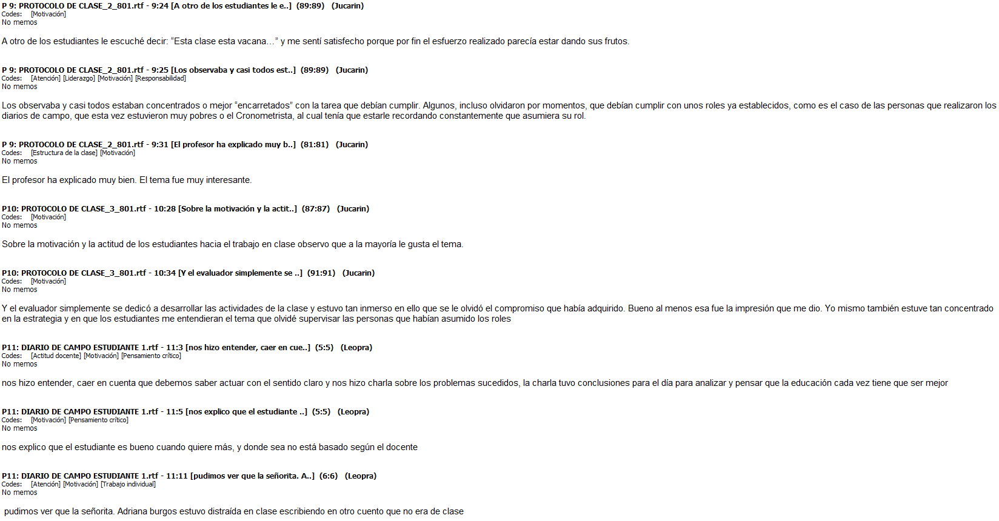 P 9: PROTOCOLO DE CLASE_2_801.rtf - 9:24 [A otro de los estudiantes le e..]  (89:89)   (Jucarin)
Codes: [Motivación]
No memos
A otro de los estudiantes le escuché decir: “Esta clase esta vacana…” y me sentí satisfecho porque por fin el esfuerzo realizado parecía estar dando sus frutos.
P 9: PROTOCOLO DE CLASE_2_801.rtf - 9:25 [Los observaba y casi todos est..]  (89:89)   (Jucarin)
Codes: [Atención] [Liderazgo] [Motivación] [Responsabilidad]
No memos
Los observaba y casi todos estaban concentrados o mejor “encarretados” con la tarea que debían cumplir. Algunos, incluso olvidaron por momentos, que debían cumplir con unos roles ya establecidos, como es el caso de las personas que realizaron los
diarios de campo, que esta vez estuvieron muy pobres o el Cronometrista, al cual tenía que estarle recordando constantemente que asumiera su rol.
P 9: PROTOCOLO DE CLASE_2_801.rtf - 9:31 [El profesor ha explicado muy b..]  (81:81)   (Jucarin)
Codes: [Estructura de la clase] [Motivación]
No memos
El profesor ha explicado muy bien. El tema fue muy interesante.
P10: PROTOCOLO DE CLASE_3_801.rtf - 10:28 [Sobre la motivación y la actit..]  (87:87)   (Jucarin)
Codes: [Motivación]
No memos
Sobre la motivación y la actitud de los estudiantes hacia el trabajo en clase observo que a la mayoría le gusta el tema.
P10: PROTOCOLO DE CLASE_3_801.rtf - 10:34 [Y el evaluador simplemente se ..]  (91:91)   (Jucarin)
Codes: [Motivación]
No memos
Y el evaluador simplemente se dedicó a desarrollar las actividades de la clase y estuvo tan inmerso en ello que se le olvidó el compromiso que había adquirido. Bueno al menos esa fue la impresión que me dio. Yo mismo también estuve tan concentrado
en la estrategia y en que los estudiantes me entendieran el tema que olvidé supervisar las personas que habían asumido los roles
P11: DIARIO DE CAMPO ESTUDIANTE 1.rtf - 11:3 [nos hizo entender, caer en cue..]  (5:5)   (Leopra)
Codes: [Actitud docente] [Motivación] [Pensamiento crítico]
No memos
nos hizo entender, caer en cuenta que debemos saber actuar con el sentido claro y nos hizo charla sobre los problemas sucedidos, la charla tuvo conclusiones para el día para analizar y pensar que la educación cada vez tiene que ser mejor
P11: DIARIO DE CAMPO ESTUDIANTE 1.rtf - 11:5 [nos explico que el estudiante ..]  (5:5)   (Leopra)
Codes: [Motivación] [Pensamiento crítico]
No memos
nos explico que el estudiante es bueno cuando quiere más, y donde sea no está basado según el docente
P11: DIARIO DE CAMPO ESTUDIANTE 1.rtf - 11:11 [pudimos ver que la señorita. A..]  (6:6)   (Leopra)
Codes: [Atención] [Motivación] [Trabajo individual]
No memos
pudimos ver que la señorita. Adriana burgos estuvo distraída en clase escribiendo en otro cuento que no era de clase